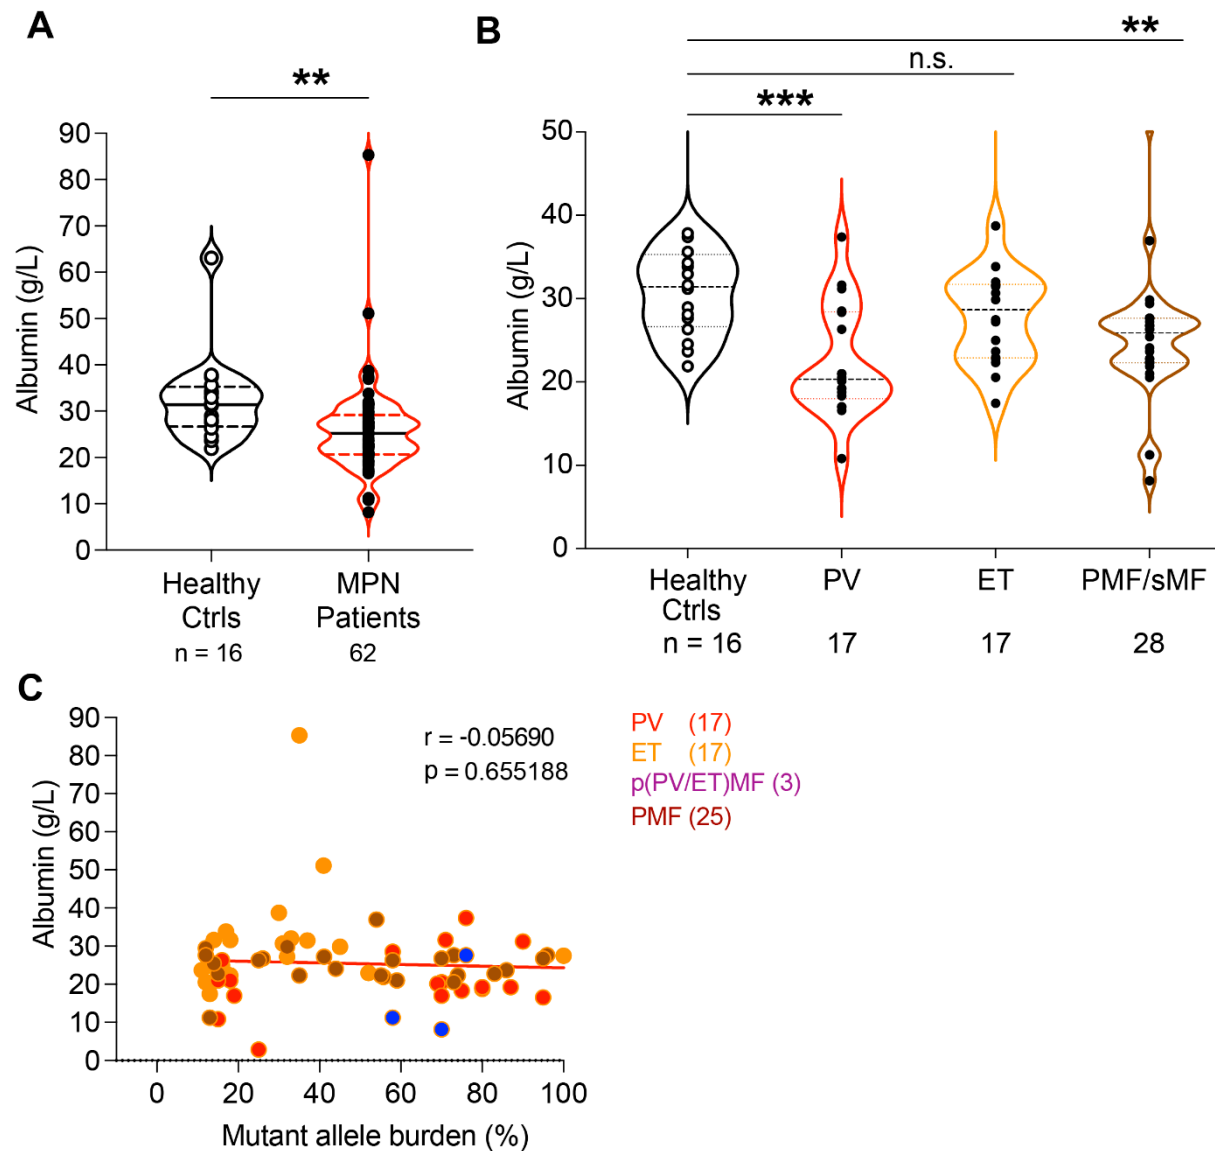 A
**
Albumin (g/L)
90
80
70
60
50
40
30
20
10
0
Healthy Ctrls
MPN Patients
n = 16
62
B
**
n.s.
***
Albumin (g/L)
50
40
30
20
10
0
Healthy Ctrls
PV
ET
PMF/sMF
n = 16
17
17
28
C
Albumin (g/L)
90
80
70
60
50
40
30
20
10
0
r = -0.05690
p = 0.655188
0 20 40 60 80 100
Mutant allele burden (%)
PV (17)
ET (17)
p(PV/ET)MF (3)
PMF (25)